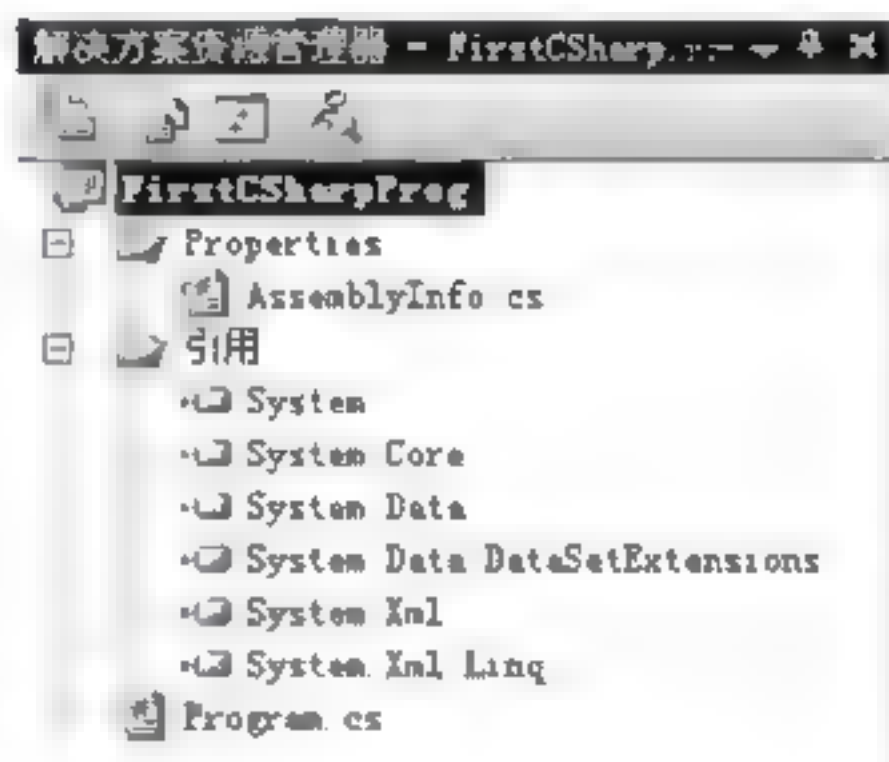 解决方案资源管理器 - FirstCSharp...
FirstCSharpProg
Properties
AssemblyInfo.cs
引用
System
System.Core
System.Data
System.Data.DataSetExtensions
System.Xml
System.Xml.Linq
Program.cs